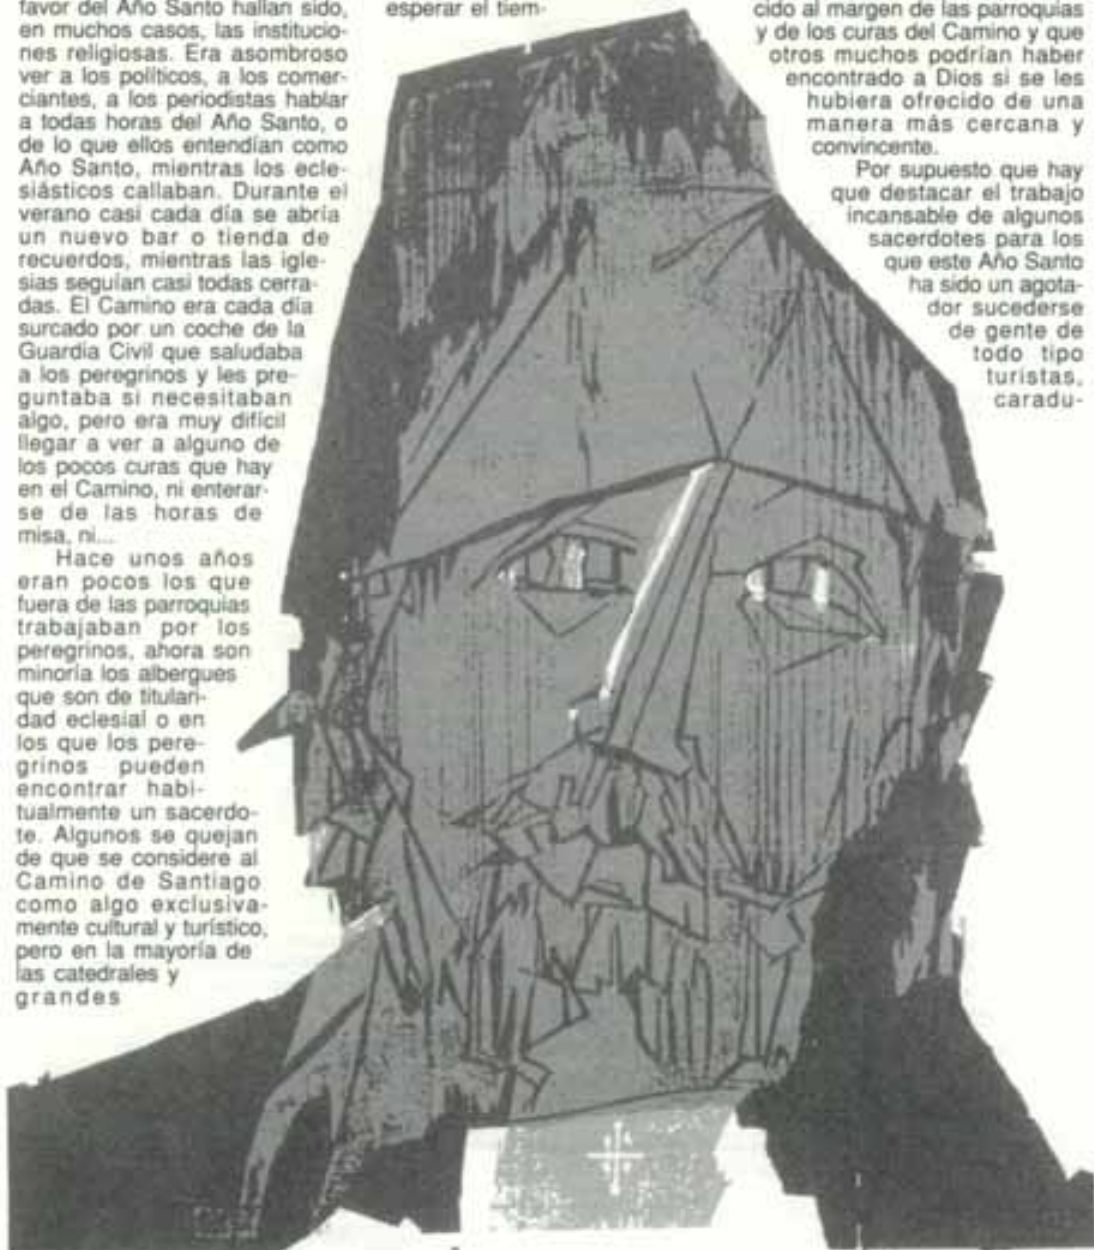 favor del Año Santo hallan sido,
en muchos casos, las institucio-
nes religiosas. Era asombroso
ver a los políticos, a los comer-
ciantes, a los periodistas hablar
a todas horas del Año Santo, o
de lo que ellos entendían como
Año Santo, mientras los ecle-
siásticos callaban. Durante el
verano casi cada día se abría
un nuevo bar o tienda de
recuerdos, mientras las igle-
sias seguían casi todas cerra-
das. El Camino era cada día
surcado por un coche de la
Guardia Civil que saludaba
a los peregrinos y les pre-
guntaba si necesitaban
algo, pero era muy difícil
llegar a ver a alguno de
los pocos curas que hay
en el Camino, ni enterar-
se de las horas de
misa, ni...
Hace unos años
eran pocos los que
fuera de las parroquias
trabajaban por los
peregrinos, ahora son
minoría los albergues
que son de titulari-
dad eclesial o en
los que los pere-
grinos pueden
encontrar habi-
tualmente un sacerdo-
te. Algunos se quejan
de que se considere al
Camino de Santiago
como algo exclusiva-
mente cultural y turístico,
pero en la mayoría de
las catedrales y
grandes
esperar el tiem-
cido al margen de las parroquias
y de los curas del Camino y que
otros muchos podrían haber
encontrado a Dios si se les
hubiera ofrecido de una
manera más cercana y
convincente.
Por supuesto que hay
que destacar el trabajo
incansable de algunos
sacerdotes para los
que este Año Santo
ha sido un agota-
dor sucederse
de gente de
todo tipo
turistas,
caradu-